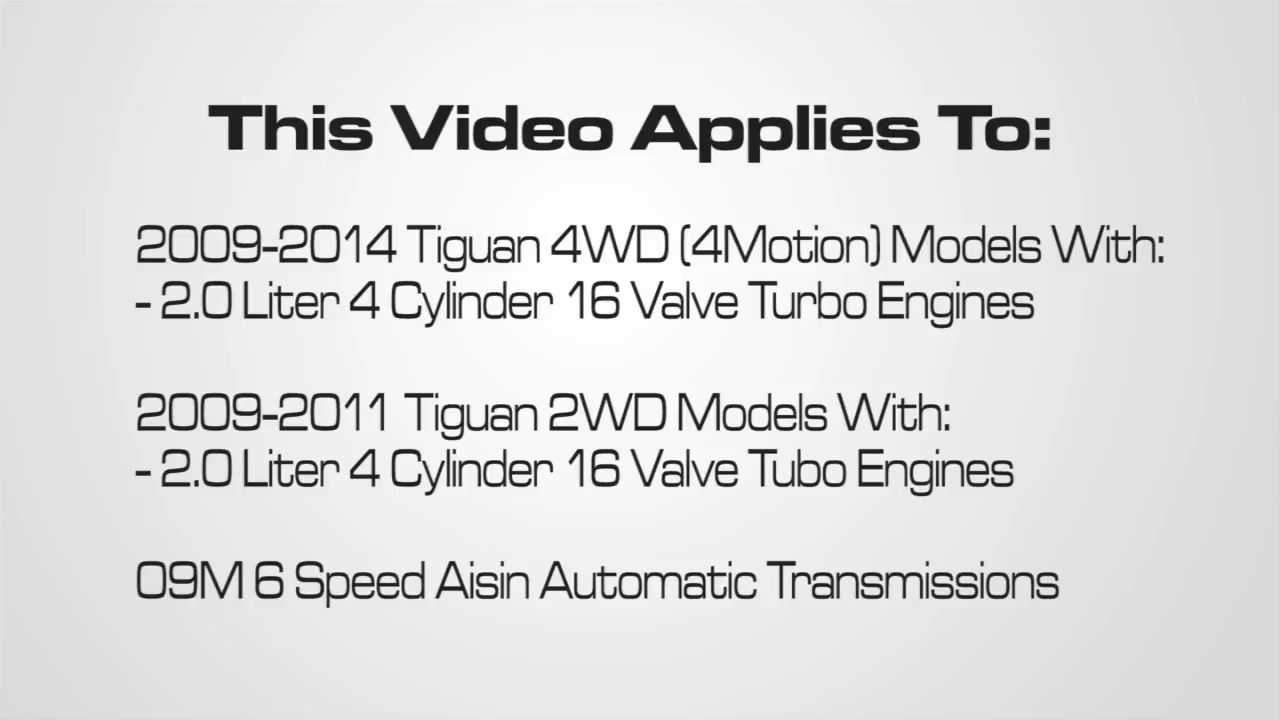 This Video Applies To:
2009-2014 Tiguan 4WD (4Motion) Models With:
- 2.0 Liter 4 Cylinder 16 Valve Turbo Engines
2009-2011 Tiguan 2WD Models With:
- 2.0 Liter 4 Cylinder 16 Valve Tubo Engines
09M 6 Speed Aisin Automatic Transmissions